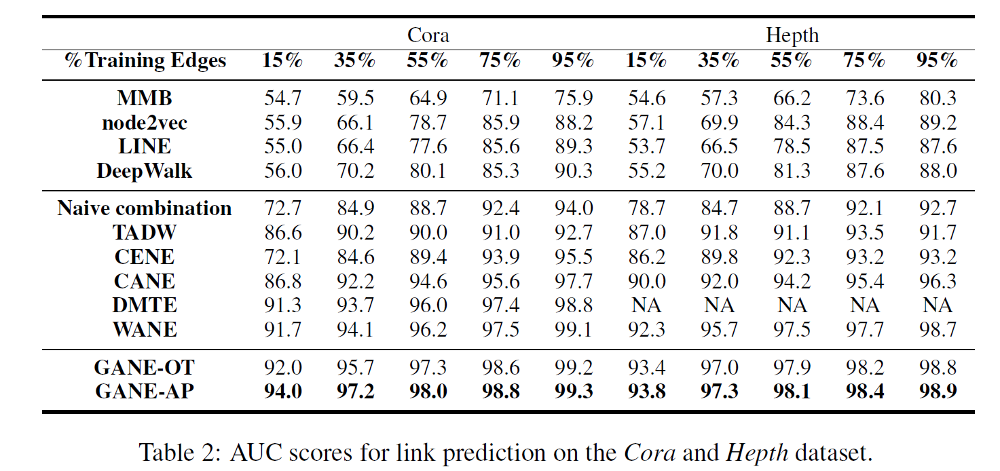 Cora Hepth
%Training Edges 15% 35% 55% 75% 95% 15% 35% 55% 75% 95%
MMB 54.7 59.5 64.9 71.1 75.9 54.6 57.3 66.2 73.6 80.3
node2vec 55.9 66.1 78.7 85.9 88.2 57.1 69.9 84.3 88.4 89.2
LINE 55.0 66.4 77.6 85.6 89.3 53.7 66.5 78.5 87.5 87.6
DeepWalk 56.0 70.2 80.1 85.3 90.3 55.2 70.0 81.3 87.6 88.0
Naive combination 72.7 84.9 88.7 92.4 94.0 78.7 84.7 88.7 92.1 92.7
TADW 86.6 90.2 90.0 91.0 92.7 87.0 91.8 91.1 93.5 91.7
CENE 72.1 84.6 89.4 93.9 95.5 86.2 89.8 92.3 93.2 93.2
CANE 86.8 92.2 94.6 95.6 97.7 90.0 92.0 94.2 95.4 96.3
DMTE 91.3 93.7 96.0 97.4 98.8 NA NA NA NA NA
WANE 91.7 94.1 96.2 97.5 99.1 92.3 95.7 97.5 97.7 98.7
GANE-OT 92.0 95.7 97.3 98.6 99.2 93.4 97.0 97.9 98.2 98.8
GANE-AP 94.0 97.2 98.0 98.8 99.3 93.8 97.3 98.1 98.4 98.9
Table 2: AUC scores for link prediction on the Cora and Hepth dataset.